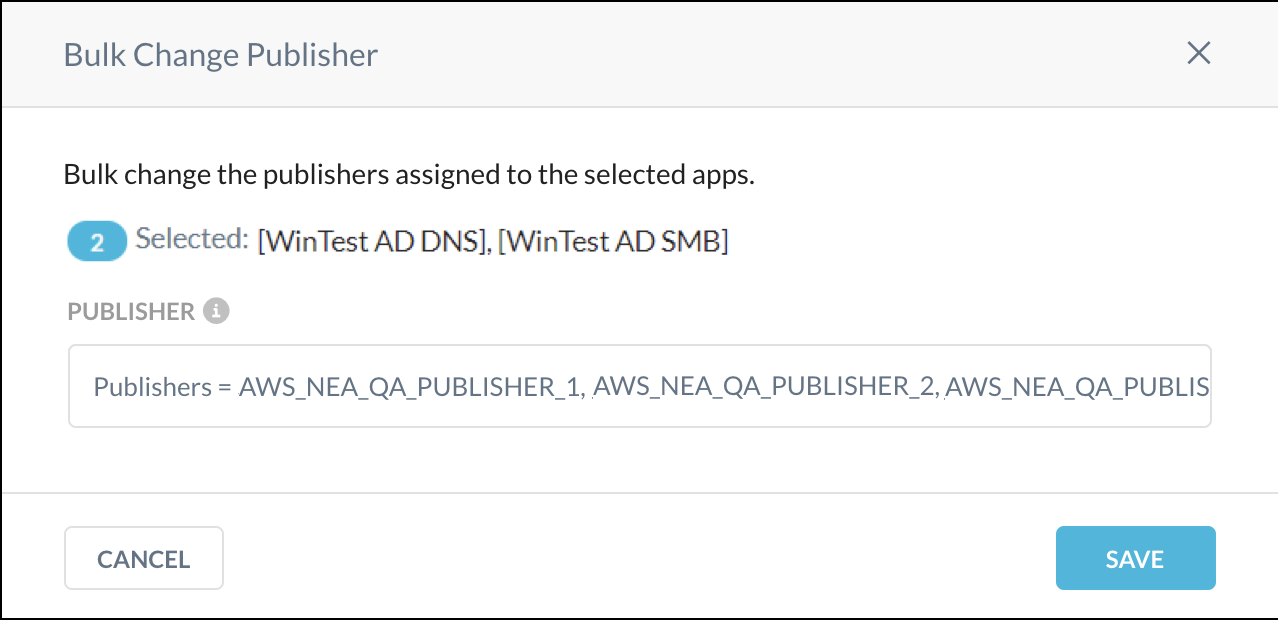 Bulk Change Publisher
Bulk change the publishers assigned to the selected apps.
2 Selected: [WinTest AD DNS], [WinTest AD SMB]
PUBLISHER
Publishers = AWS_NEA_QA_PUBLISHER_1, AWS_NEA_QA_PUBLISHER_2, AWS_NEA_QA_PUBLIS
CANCEL
SAVE